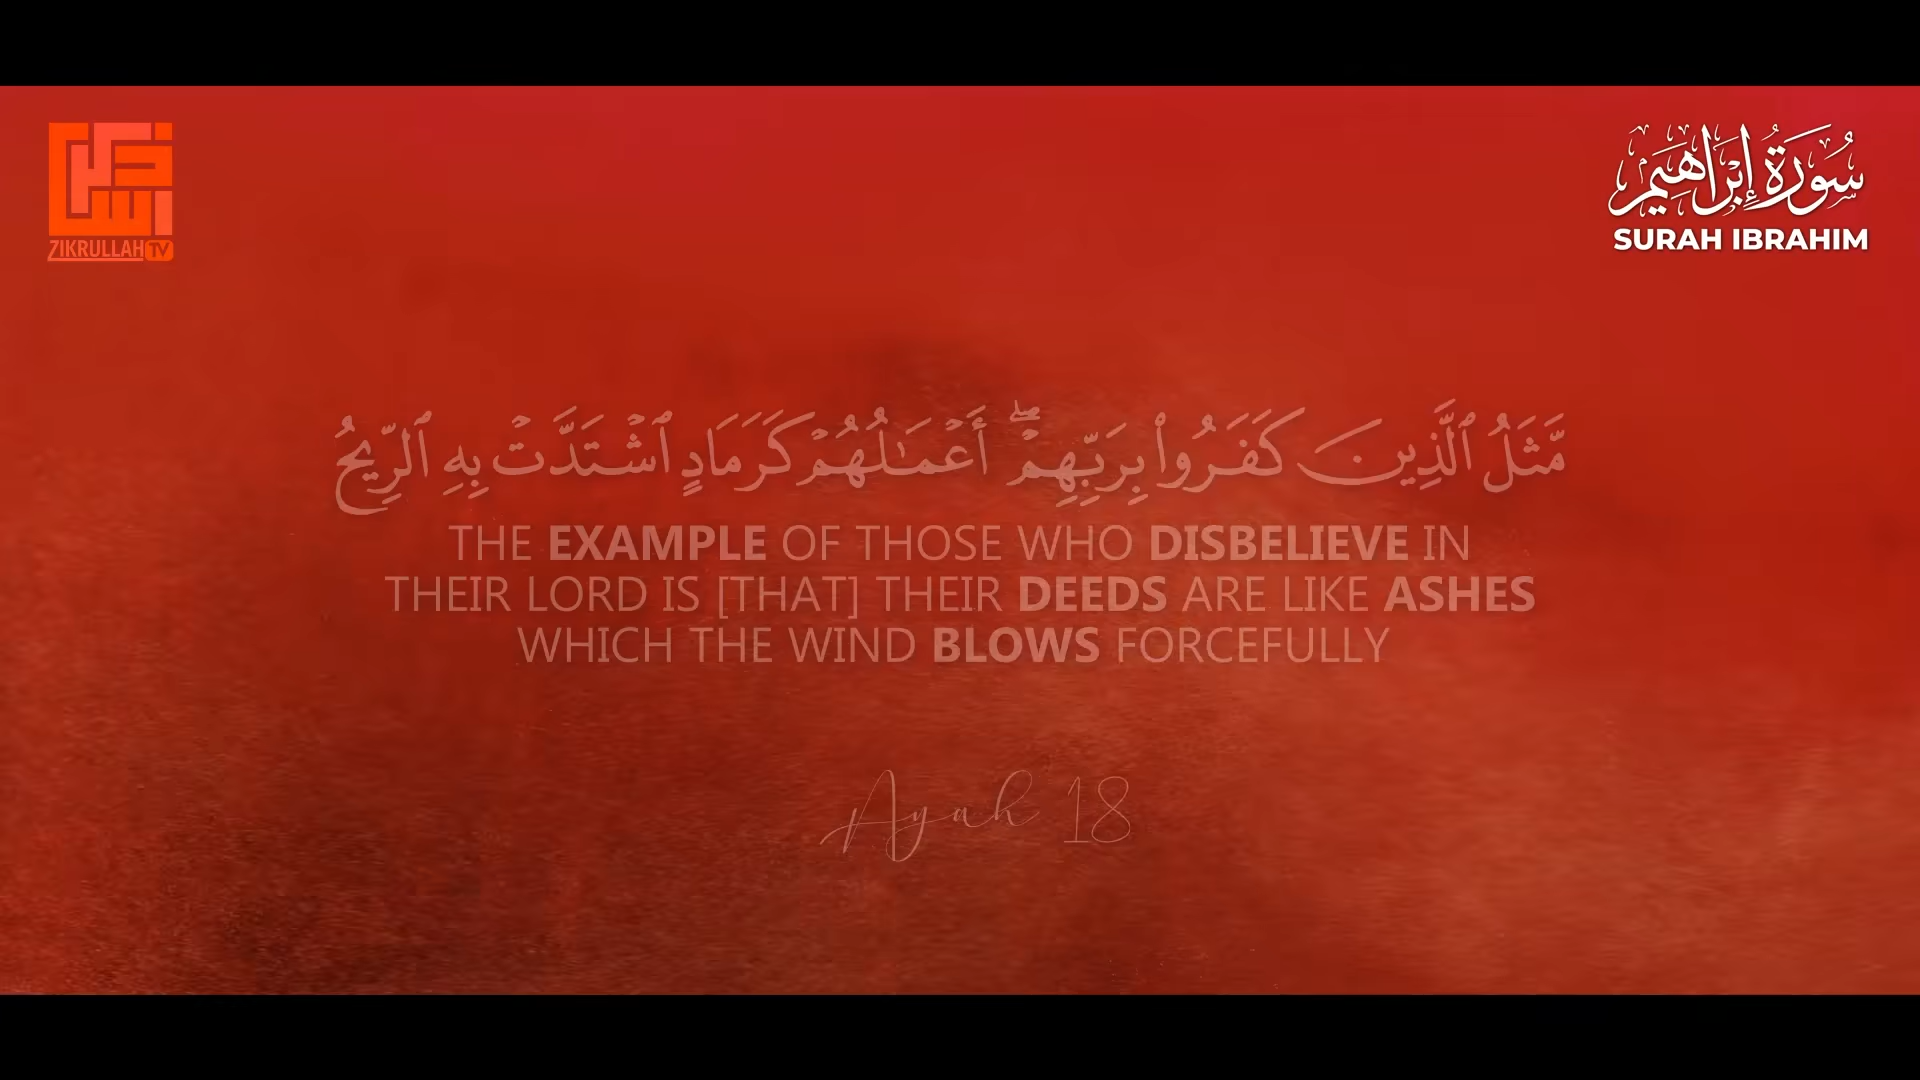 ZIKRULLAH TV
سُورَةُ إِبْرَاهِيم
SURAH IBRAHIM
مَّثَلُ ٱلَّذِينَ كَفَرُوا۟ بِرَبِّهِمْ ۖ أَعْمَـٰلُهُمْ كَرَمَادٍ ٱشْتَدَّتْ بِهِ ٱلرِّيحُ
THE EXAMPLE OF THOSE WHO DISBELIEVE IN
THEIR LORD IS [THAT] THEIR DEEDS ARE LIKE ASHES
WHICH THE WIND BLOWS FORCEFULLY
Ayah 18